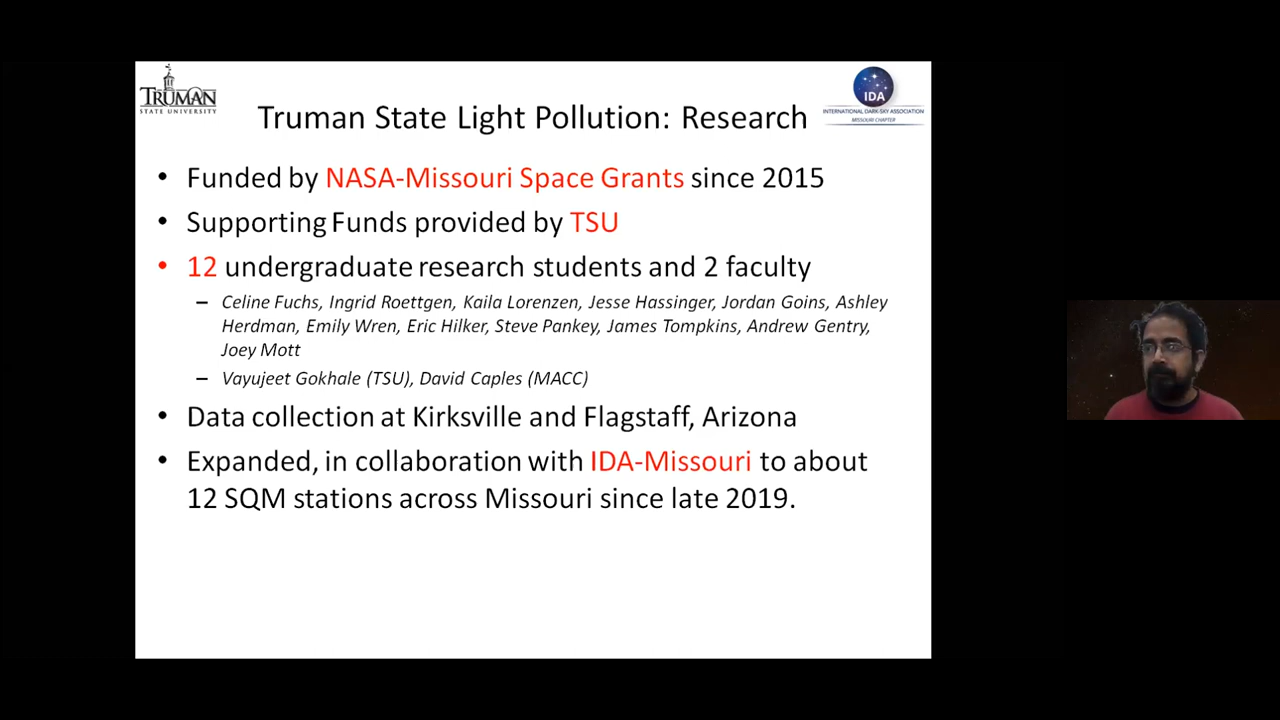 TRUMAN
STATE UNIVERSITY
IDA
INTERNATIONAL DARK-SKY ASSOCIATION
MISSOURI CHAPTER
Truman State Light Pollution: Research
• Funded by NASA-Missouri Space Grants since 2015
• Supporting Funds provided by TSU
• 12 undergraduate research students and 2 faculty
– Celine Fuchs, Ingrid Roettgen, Kaila Lorenzen, Jesse Hassinger, Jordan Goins, Ashley
Herdman, Emily Wren, Eric Hilker, Steve Pankey, James Tompkins, Andrew Gentry,
Joey Mott
– Vayujeet Gokhale (TSU), David Caples (MACC)
• Data collection at Kirksville and Flagstaff, Arizona
• Expanded, in collaboration with IDA-Missouri to about
12 SQM stations across Missouri since late 2019.